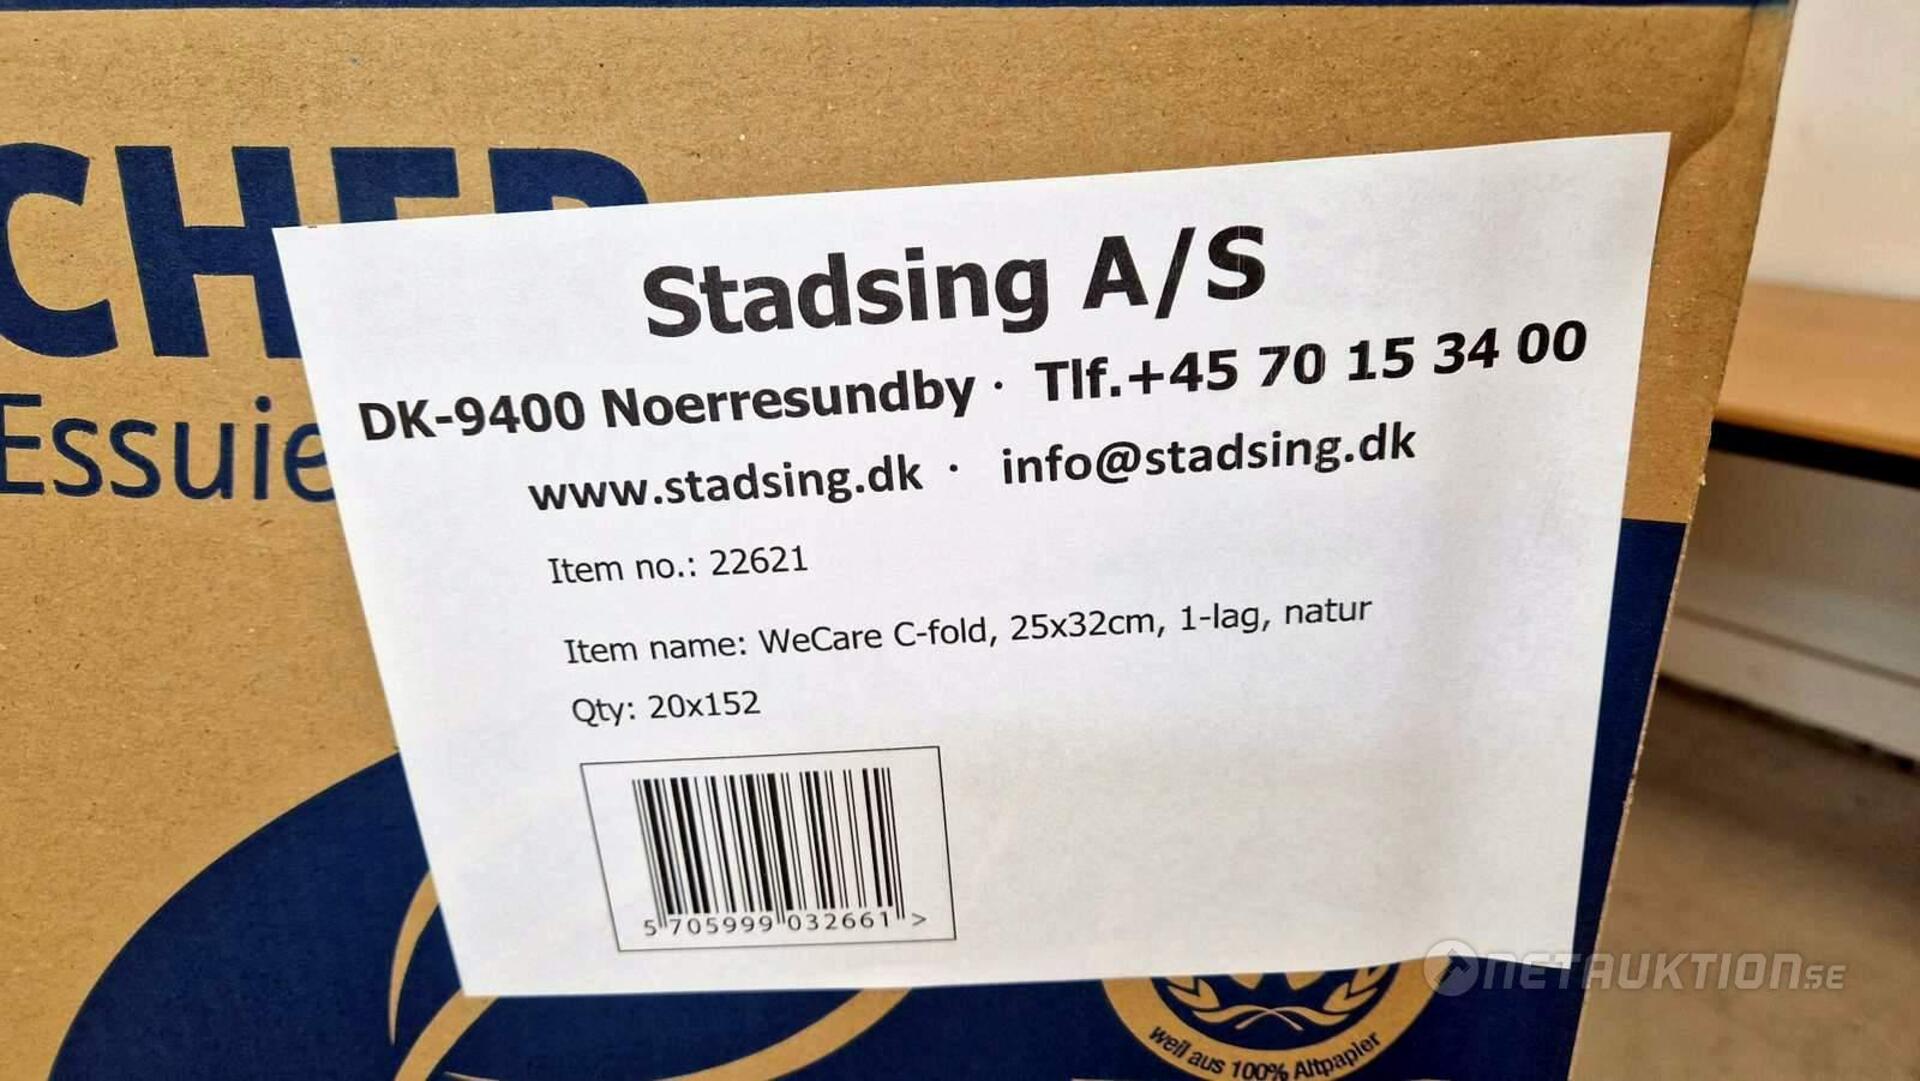 CHER
Essuie
Stadsing A/S
DK-9400 Noerresundby · Tlf.+45 70 15 34 00
www.stadsing.dk · info@stadsing.dk
Item no.: 22621
Item name: WeCare C-fold, 25x32cm, 1-lag, natur
Qty: 20x152
5 705999 032661 >
weil aus 100% Altpapier
NETAUKTION.SE